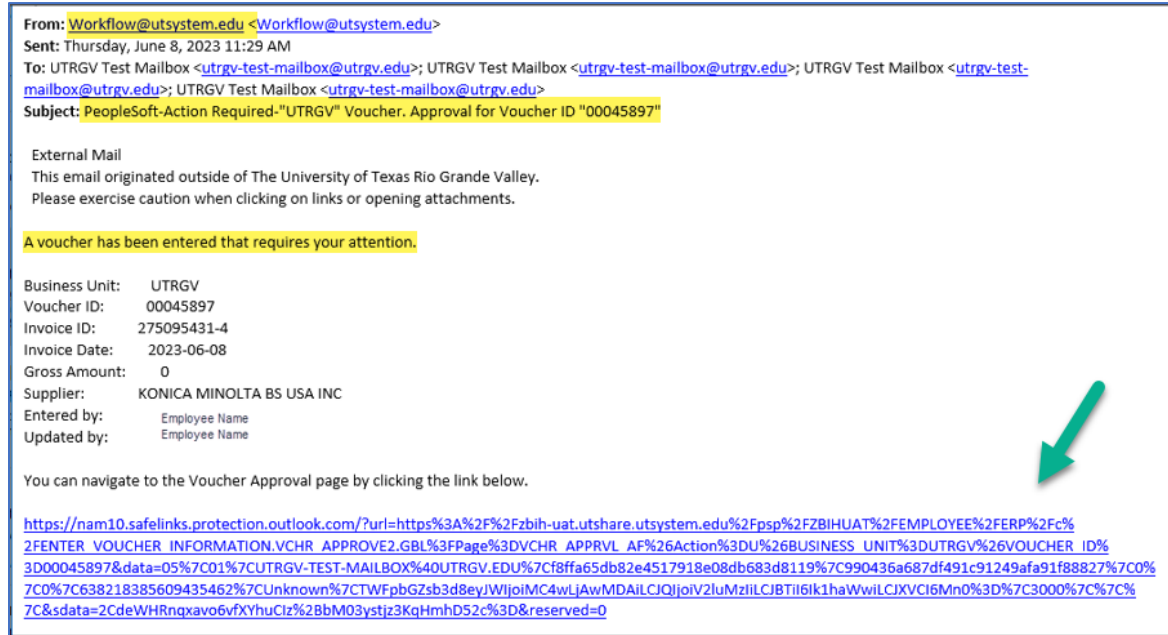 From: Workflow@utsystem.edu <Workflow@utsystem.edu>
Sent: Thursday, June 8, 2023 11:29 AM
To: UTRGV Test Mailbox <utrgv-test-mailbox@utrgv.edu>; UTRGV Test Mailbox <utrgv-test-mailbox@utrgv.edu>; UTRGV Test Mailbox <utrgv-test-
mailbox@utrgv.edu>; UTRGV Test Mailbox <utrgv-test-mailbox@utrgv.edu>
Subject: PeopleSoft-Action Required-"UTRGV" Voucher. Approval for Voucher ID "00045897"
External Mail
This email originated outside of The University of Texas Rio Grande Valley.
Please exercise caution when clicking on links or opening attachments.
A voucher has been entered that requires your attention.
Business Unit: UTRGV
Voucher ID: 00045897
Invoice ID: 275095431-4
Invoice Date: 2023-06-08
Gross Amount: 0
Supplier: KONICA MINOLTA BS USA INC
Entered by: Employee Name
Updated by: Employee Name
You can navigate to the Voucher Approval page by clicking the link below.
https://nam10.safelinks.protection.outlook.com/?url=https%3A%2F%2Fzbih-uat.utshare.utsystem.edu%2Fpsp%2FZBIHUAT%2FEMPLOYEE%2FERP%2Fc%
2FENTER_VOUCHER_INFORMATION.VCHR_APPROVE2.GBL%3FPage%3DVCHR_APPRVL_AF%26Action%3DU%26BUSINESS_UNIT%3DUTRGV%26VOUCHER_ID%
3D00045897&data=05%7C01%7CUTRGV-TEST-MAILBOX%40UTRGV.EDU%7Cf8ffa65db82e4517918e08db683d8119%7C990436a687df491c91249afa91f88827%7C0%
7C0%7C638218385609435462%7CUnknown%7CTWFpbGZsb3d8eyJWIjoiMC4wLjAwMDAiLCJQIjoiV2luMzIiLCJBTiI6Ik1haWwiLCJXVCI6Mn0%3D%7C3000%7C%7C%
7C&sdata=2CdeWHRnqxavo6vfXYhuCIz%2BbM03ystjz3KqHmhD52c%3D&reserved=0